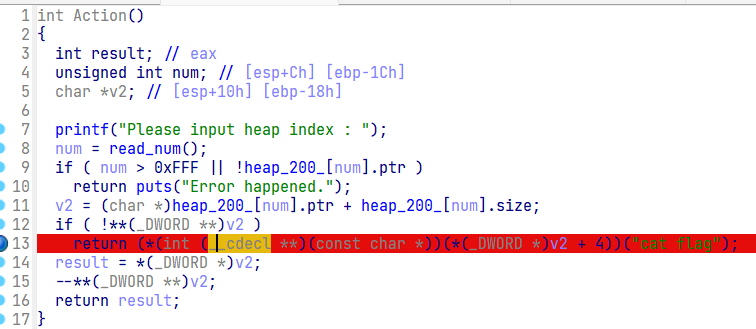 1 int Action()
2 {
3 int result; // eax
4 unsigned int num; // [esp+Ch] [ebp-1Ch]
5 char *v2; // [esp+10h] [ebp-18h]
6
7 printf("Please input heap index : ");
8 num = read_num();
9 if ( num > 0xFFF || !heap_200_[num].ptr )
10 return puts("Error happened.");
11 v2 = (char *)heap_200_[num].ptr + heap_200_[num].size;
12 if ( !**(_DWORD **)v2 )
13 return (*(int (__cdecl **)(const char *))(*(_DWORD *)v2 + 4))("cat flag");
14 result = *(_DWORD *)v2;
15 --**(_DWORD **)v2;
16 return result;
17 }